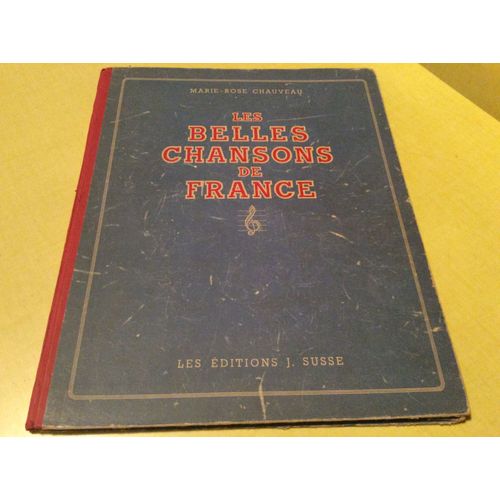 MARIE-ROSE CHAUVEAU
LES
BELLES
CHANSONS
DE
FRANCE
LES ÉDITIONS J. SUSSE